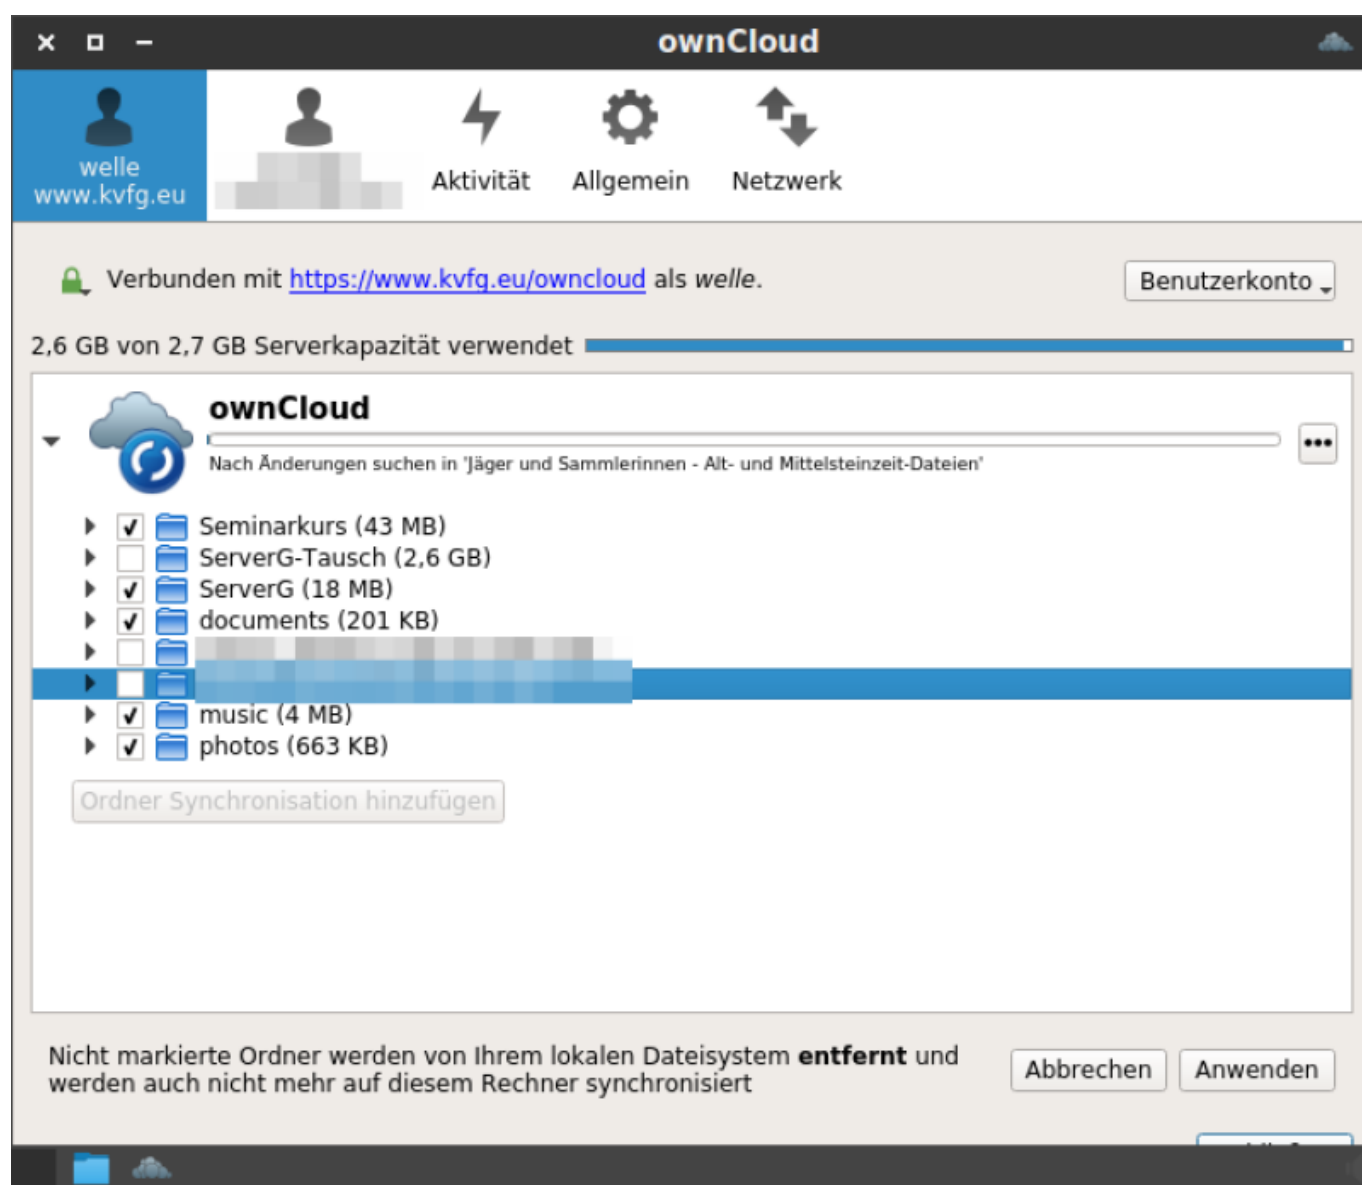 ownCloud
welle
www.kvfg.eu
Aktivität
Allgemein
Netzwerk
Verbunden mit https://www.kvfg.eu/owncloud als welle.
Benutzerkonto
2,6 GB von 2,7 GB Serverkapazität verwendet
ownCloud
Nach Änderungen suchen in 'Jäger und Sammlerinnen - Alt- und Mittelsteinzeit-Dateien'
Seminarkurs (43 MB)
ServerG-Tausch (2,6 GB)
ServerG (18 MB)
documents (201 KB)
music (4 MB)
photos (663 KB)
Ordner Synchronisation hinzufügen
Nicht markierte Ordner werden von Ihrem lokalen Dateisystem entfernt und
werden auch nicht mehr auf diesem Rechner synchronisiert
Abbrechen
Anwenden